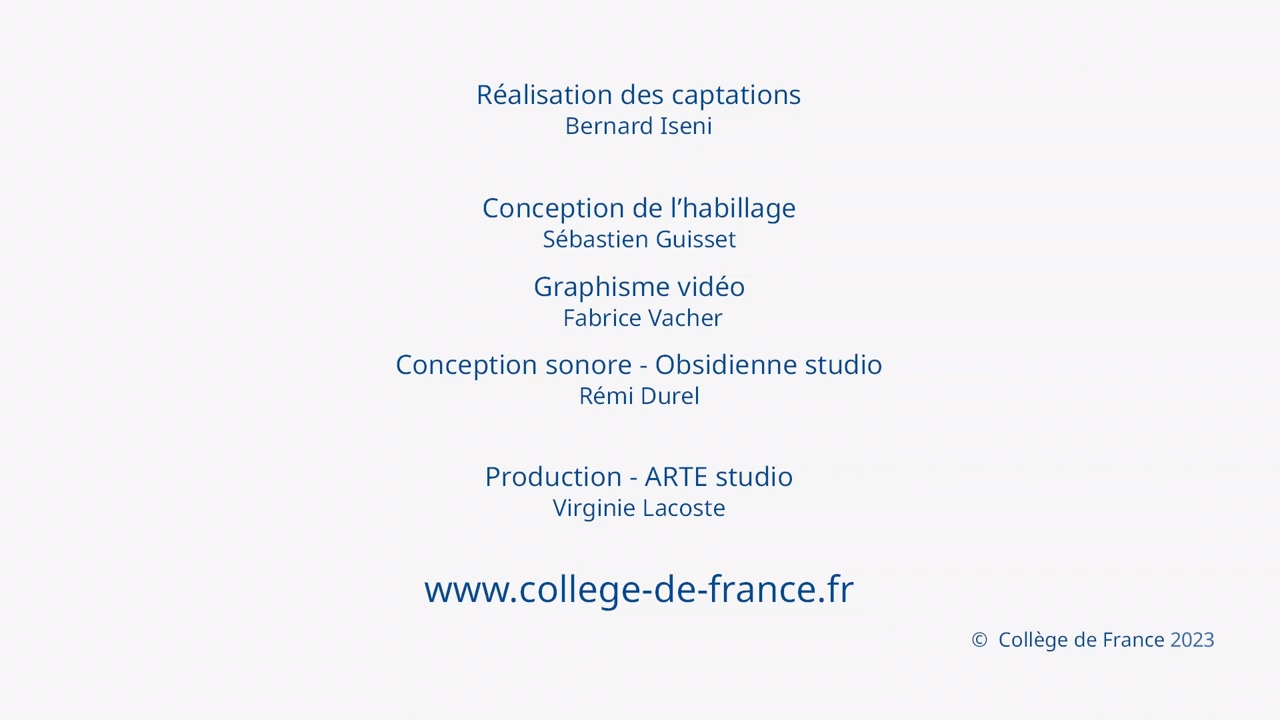 Réalisation des captations
Bernard Iseni
Conception de l’habillage
Sébastien Guisset
Graphisme vidéo
Fabrice Vacher
Conception sonore - Obsidienne studio
Rémi Durel
Production - ARTE studio
Virginie Lacoste
www.college-de-france.fr
© Collège de France 2023